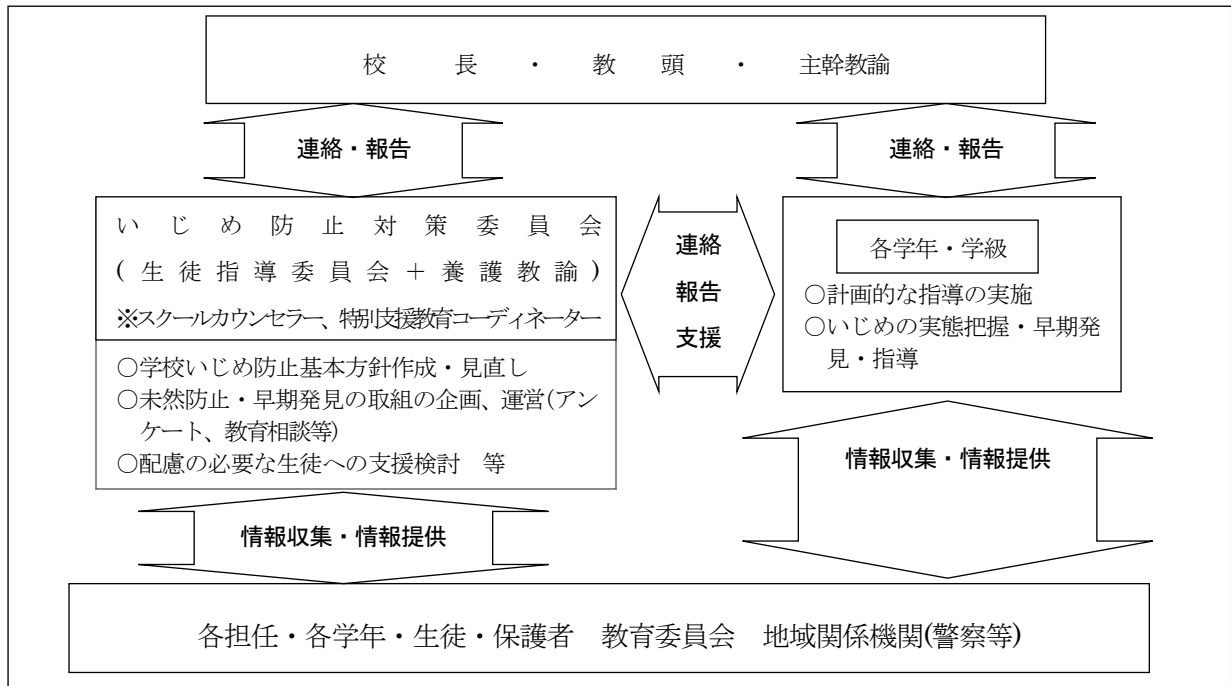 校長・教頭・主幹教諭
連絡・報告
連絡・報告
いじめ防止対策委員会
(生徒指導委員会＋養護教諭)
※スクールカウンセラー、特別支援教育コーディネーター
○学校いじめ防止基本方針作成・見直し
○未然防止・早期発見の取組の企画、運営(アン
ケート、教育相談等)
○配慮の必要な生徒への支援検討　等
連絡
報告
支援
各学年・学級
○計画的な指導の実施
○いじめの実態把握・早期発
見・指導
情報収集・情報提供
情報収集・情報提供
各担任・各学年・生徒・保護者　教育委員会　地域関係機関(警察等)